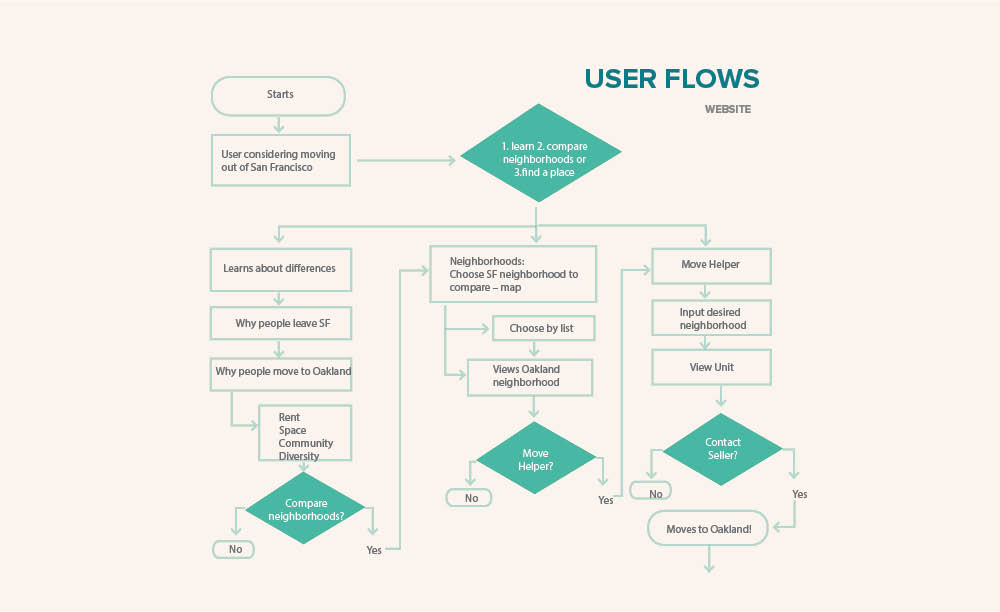 USER FLOWS
WEBSITE
Starts
User considering moving
out of San Francisco
1. learn 2. compare
neighborhoods or
3.find a place
Learns about differences
Why people leave SF
Why people move to Oakland
Rent
Space
Community
Diversity
Compare
neighborhoods?
No
Yes
Neighborhoods:
Choose SF neighborhood to
compare – map
Choose by list
Views Oakland
neighborhood
Move
Helper?
No
Yes
Move Helper
Input desired
neighborhood
View Unit
Contact
Seller?
No
Yes
Moves to Oakland!